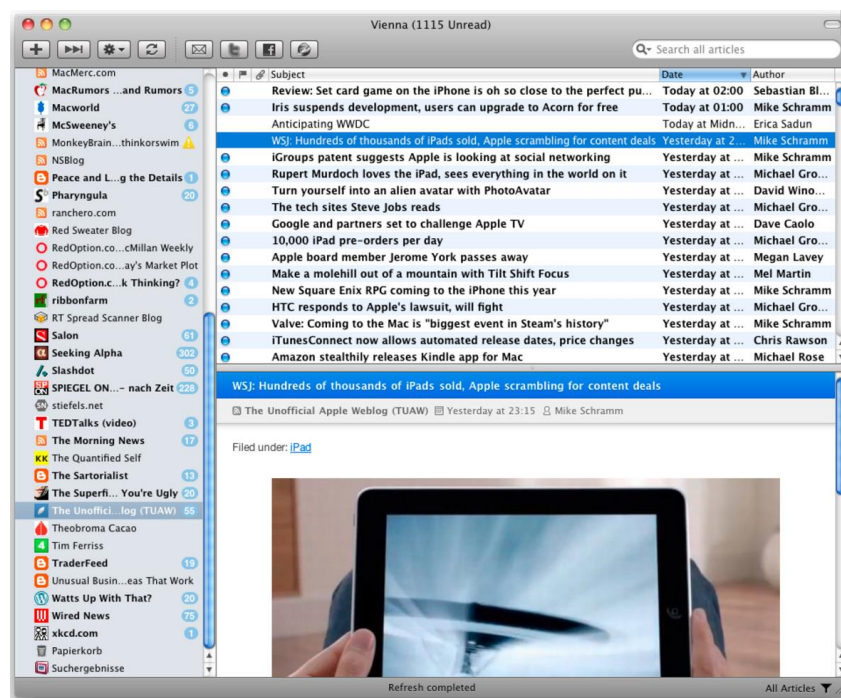 Vienna (1115 Unread)
Search all articles
MacMerc.com
MacRumors ...and Rumors 5
Macworld 27
McSweeney's 6
MonkeyBrain...thinkorswim
NSBlog
Peace and L...g the Details 1
Pharyngula 20
ranchero.com
Red Sweater Blog
RedOption.co...cMillan Weekly
RedOption.co...ay's Market Plot
RedOption.c...k Thinking? 4
ribbonfarm 2
RT Spread Scanner Blog
Salon 61
Seeking Alpha 302
Slashdot 50
SPIEGEL ON...– nach Zeit 228
stiefels.net
TEDTalks (video) 3
The Morning News 17
KK The Quantified Self
The Sartorialist 13
The Superfi... You're Ugly 20
The Unoffici...log (TUAW) 55
Theobroma Cacao
4 Tim Ferriss
TraderFeed 19
Unusual Busin...eas That Work
Watts Up With That? 20
Wired News 75
xkcd.com 1
Papierkorb
Suchergebnisse
Subject Date Author
Review: Set card game on the iPhone is oh so close to the perfect pu... Today at 02:00 Sebastian Bl...
Iris suspends development, users can upgrade to Acorn for free Today at 01:00 Mike Schramm
Anticipating WWDC Today at Midn... Erica Sadun
WSJ: Hundreds of thousands of iPads sold, Apple scrambling for content deals Yesterday at 2... Mike Schramm
iGroups patent suggests Apple is looking at social networking Yesterday at ... Mike Schramm
Rupert Murdoch loves the iPad, sees everything in the world on it Yesterday at ... Michael Gro...
Turn yourself into an alien avatar with PhotoAvatar Yesterday at ... David Wino...
The tech sites Steve Jobs reads Yesterday at ... Michael Gro...
Google and partners set to challenge Apple TV Yesterday at ... Dave Caolo
10,000 iPad pre-orders per day Yesterday at ... Michael Gro...
Apple board member Jerome York passes away Yesterday at ... Megan Lavey
Make a molehill out of a mountain with Tilt Shift Focus Yesterday at ... Mel Martin
New Square Enix RPG coming to the iPhone this year Yesterday at ... Mike Schramm
HTC responds to Apple's lawsuit, will fight Yesterday at ... Michael Gro...
Valve: Coming to the Mac is "biggest event in Steam's history" Yesterday at ... Mike Schramm
iTunesConnect now allows automated release dates, price changes Yesterday at ... Chris Rawson
Amazon stealthily releases Kindle app for Mac Yesterday at ... Michael Rose
WSJ: Hundreds of thousands of iPads sold, Apple scrambling for content deals
The Unofficial Apple Weblog (TUAW) Yesterday at 23:15 Mike Schramm
Filed under: iPad
Refresh completed
All Articles